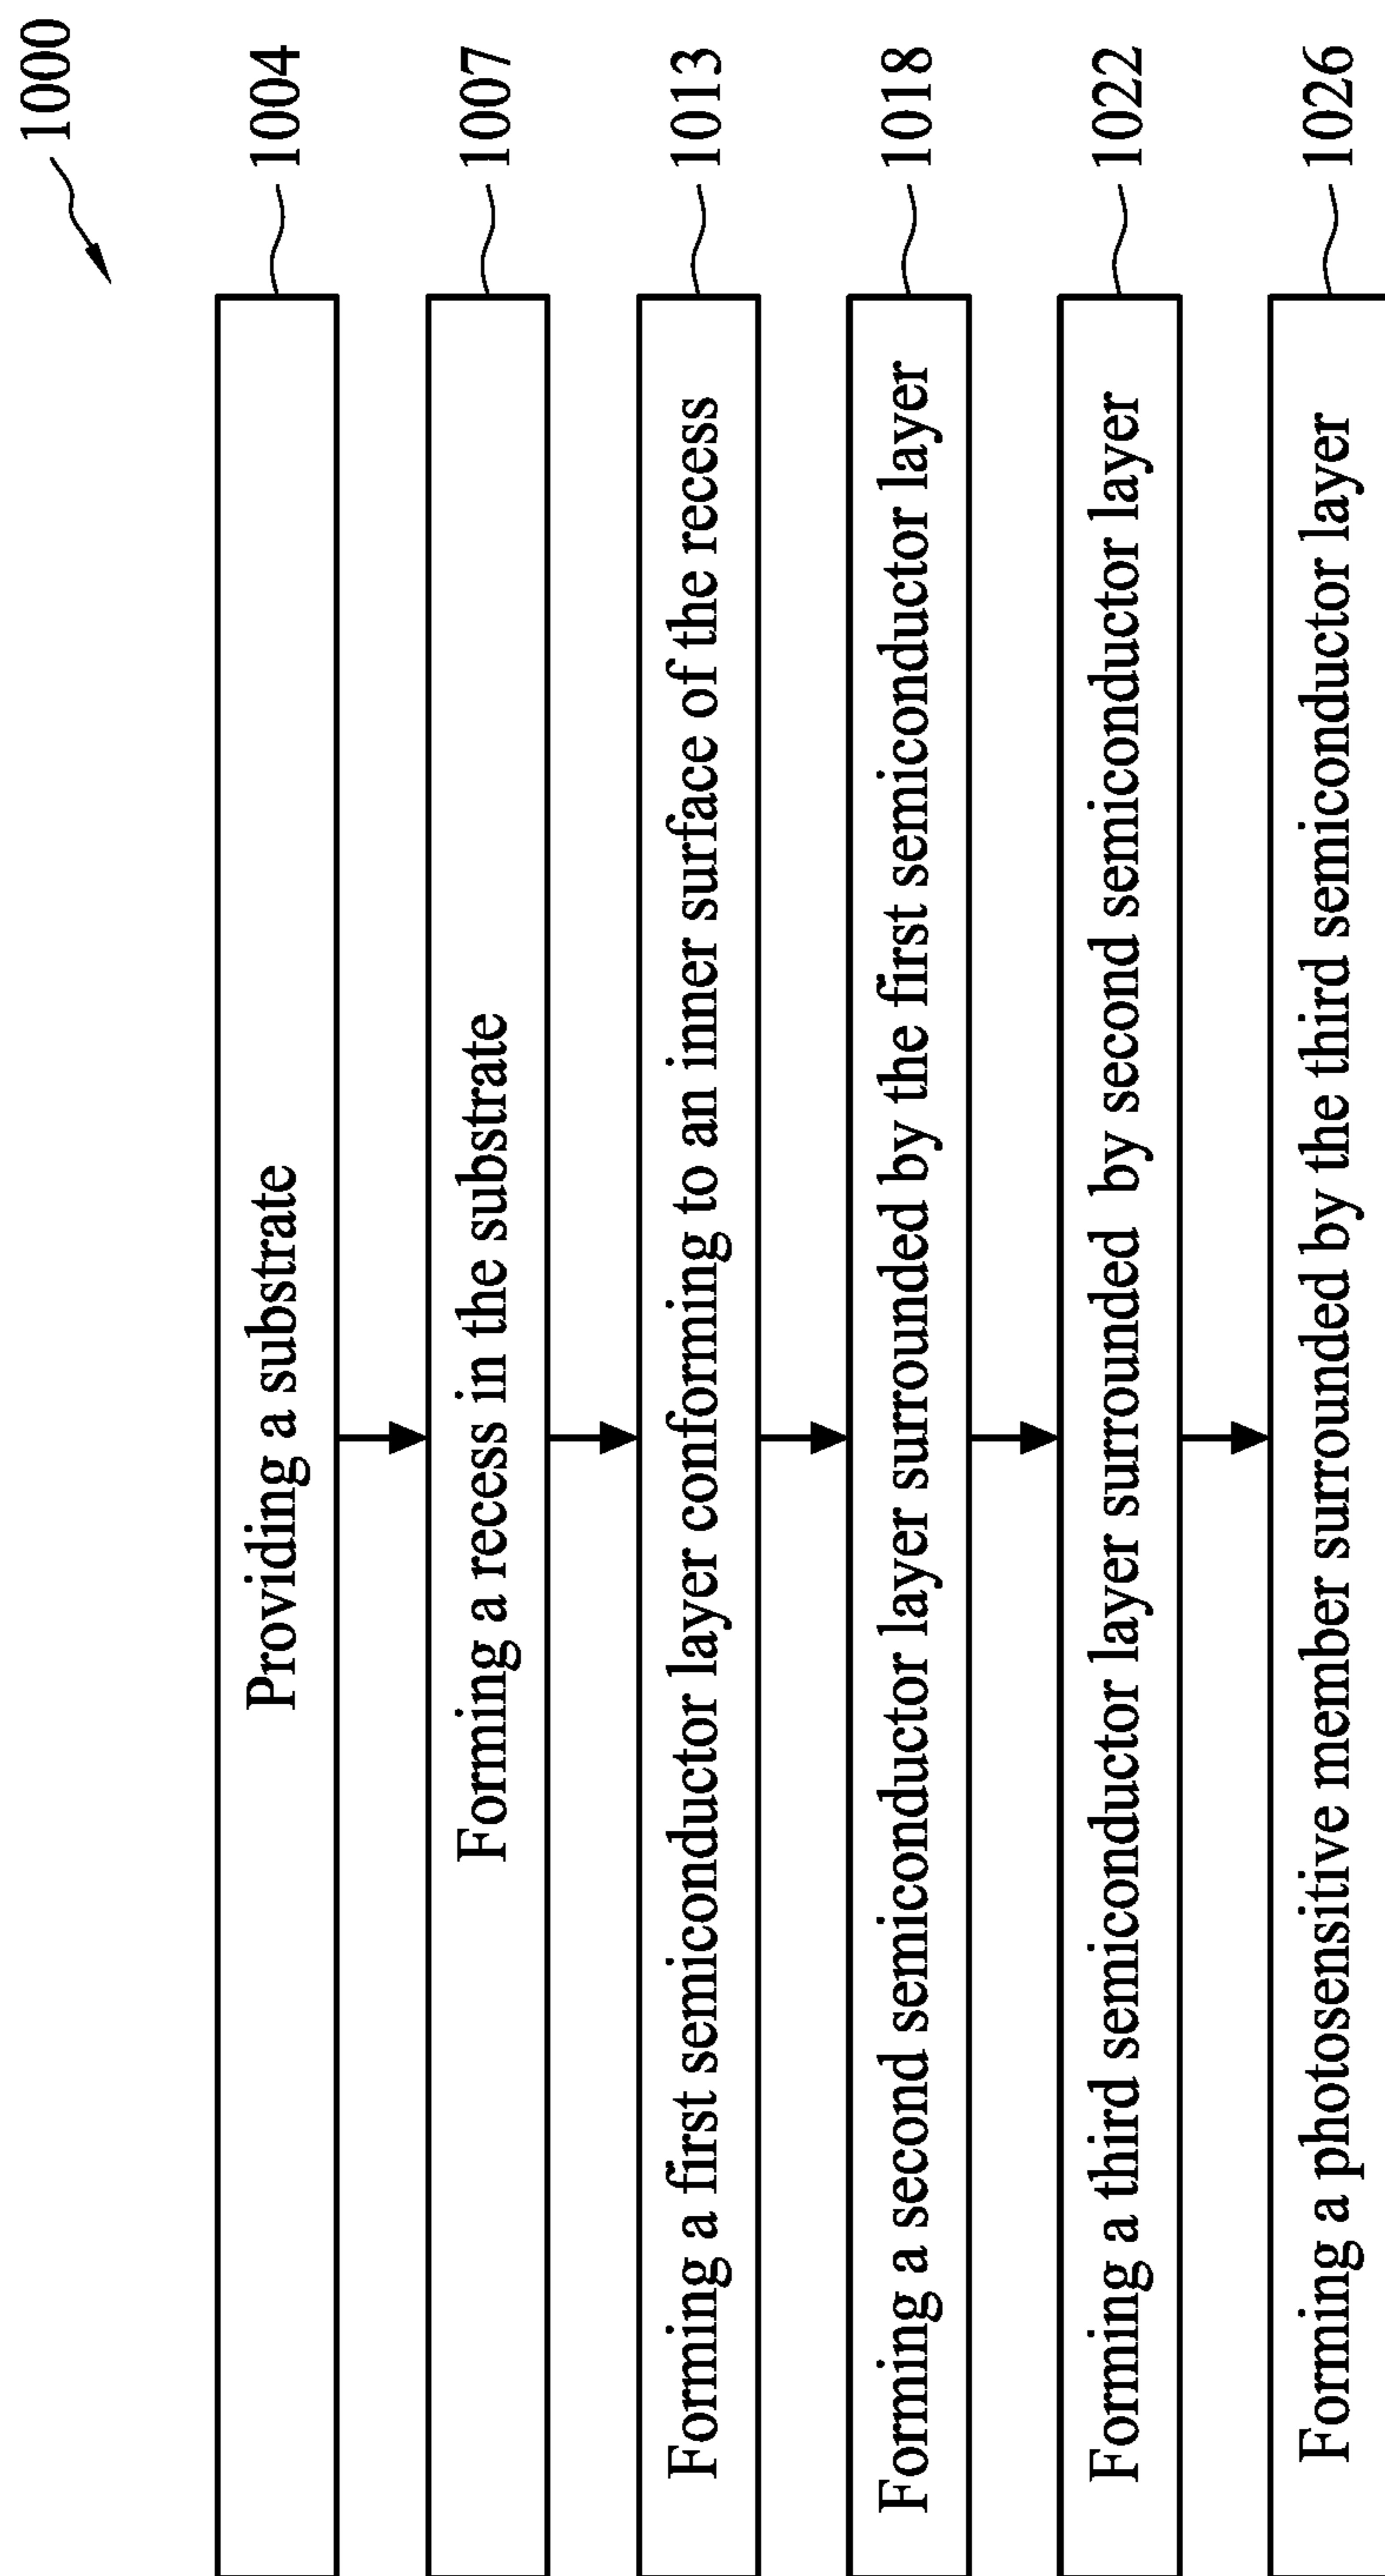 1000
Providing a substrate
1004
Forming a recess in the substrate
1007
Forming a first semiconductor layer conforming to an inner surface of the recess
1013
Forming a second semiconductor layer surrounded by the first semiconductor layer
1018
Forming a third semiconductor layer surrounded by second semiconductor layer
1022
Forming a photosensitive member surrounded by the third semiconductor layer
1026